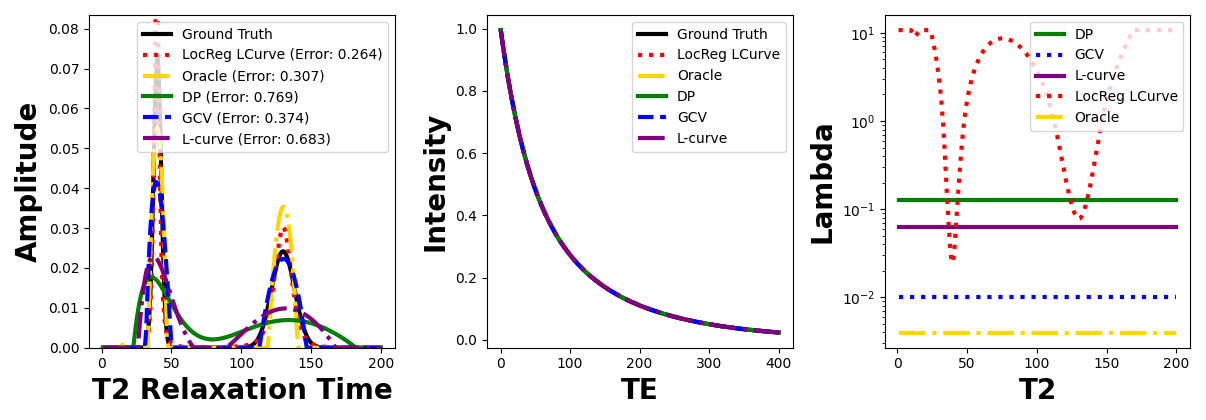 Amplitude
0.08
0.07
0.06
0.05
0.04
0.03
0.02
0.01
0.00
Ground Truth
LocReg LCurve (Error: 0.264)
Oracle (Error: 0.307)
DP (Error: 0.769)
GCV (Error: 0.374)
L-curve (Error: 0.683)
0 50 100 150 200
T2 Relaxation Time
Intensity
1.0
0.8
0.6
0.4
0.2
0.0
Ground Truth
LocReg LCurve
Oracle
DP
GCV
L-curve
0 100 200 300 400
TE
Lambda
10¹
10⁰
10⁻¹
10⁻²
DP
GCV
L-curve
LocReg LCurve
Oracle
0 50 100 150 200
T2